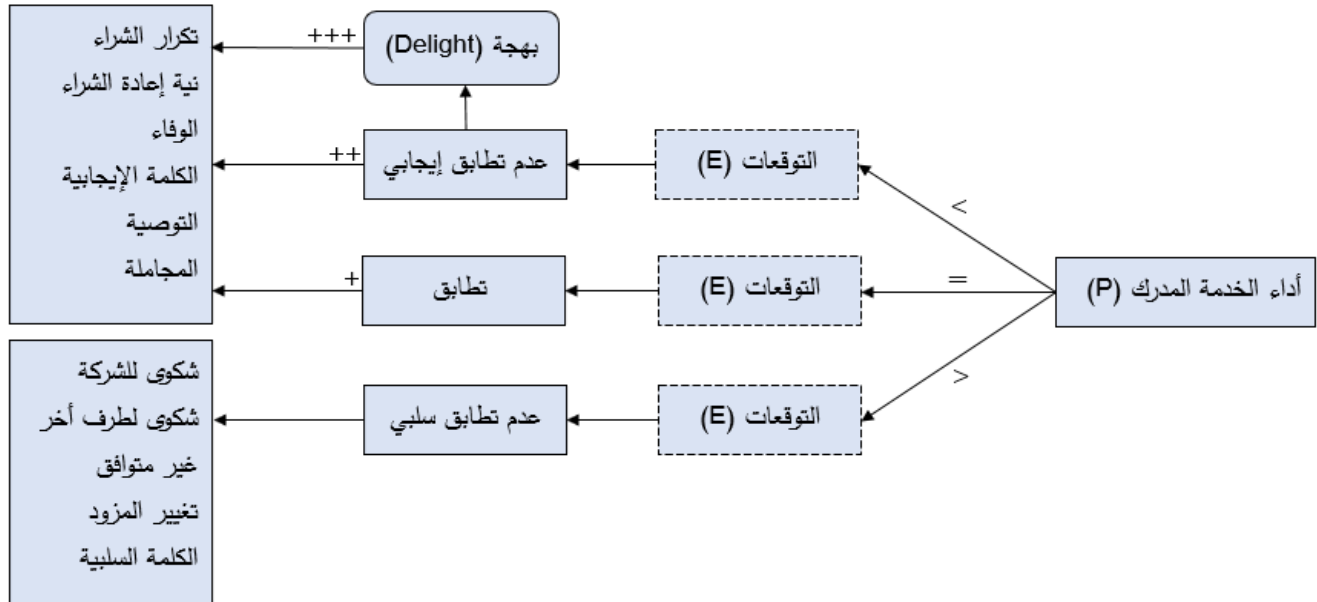 أداء الخدمة المدرك (P)
<
=
>
التوقعات (E)
التوقعات (E)
التوقعات (E)
بهجة (Delight)
عدم تطابق إيجابي
تطابق
عدم تطابق سلبي
+++
++
+
تكرار الشراء
نية إعادة الشراء
الوفاء
الكلمة الإيجابية
التوصية
المجاملة
شكوى للشركة
شكوى لطرف أخر
غير متوافق
تغيير المزود
الكلمة السلبية